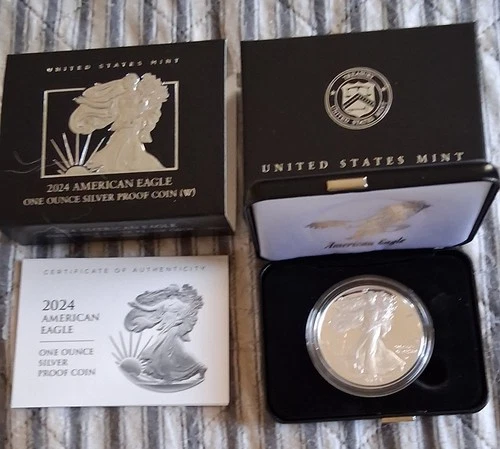 UNITED STATES MINT
2024 AMERICAN EAGLE
ONE OUNCE SILVER PROOF COIN (W)
UNITED STATES MINT
American Eagle
CERTIFICATE OF AUTHENTICITY
2024
AMERICAN
EAGLE
ONE OUNCE
SILVER
PROOF COIN